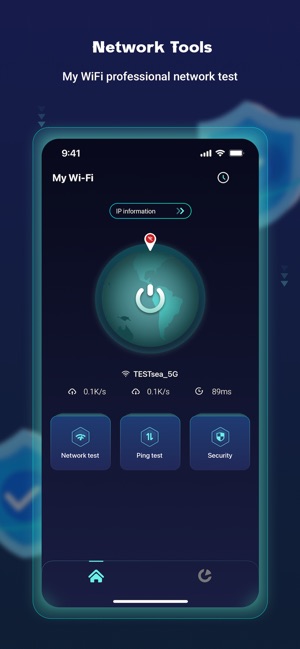 Network Tools
My WiFi professional network test
9:41
My Wi-Fi
IP information
TESTsea_5G
0.1K/s 0.1K/s 89ms
Network test Ping test Security